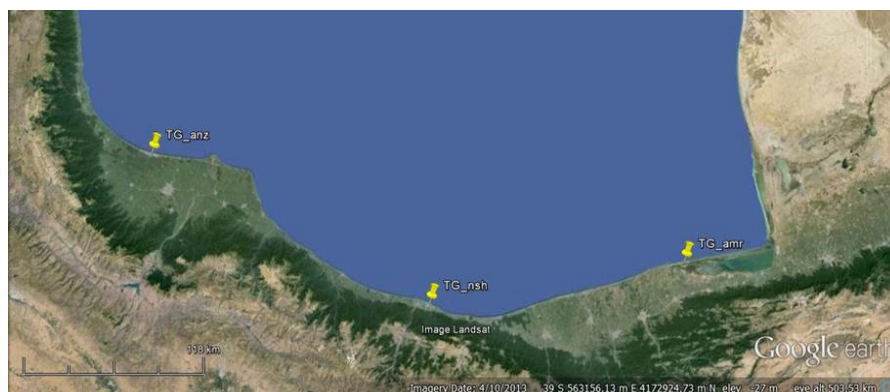 TG_anz
TG_amr
TG_nsh
Image Landsat
118 km
Google earth
Imagery Date: 4/10/2013 39 S 563156.13 m E 4172924.73 m N elev -27 m eye alt 503.53 km